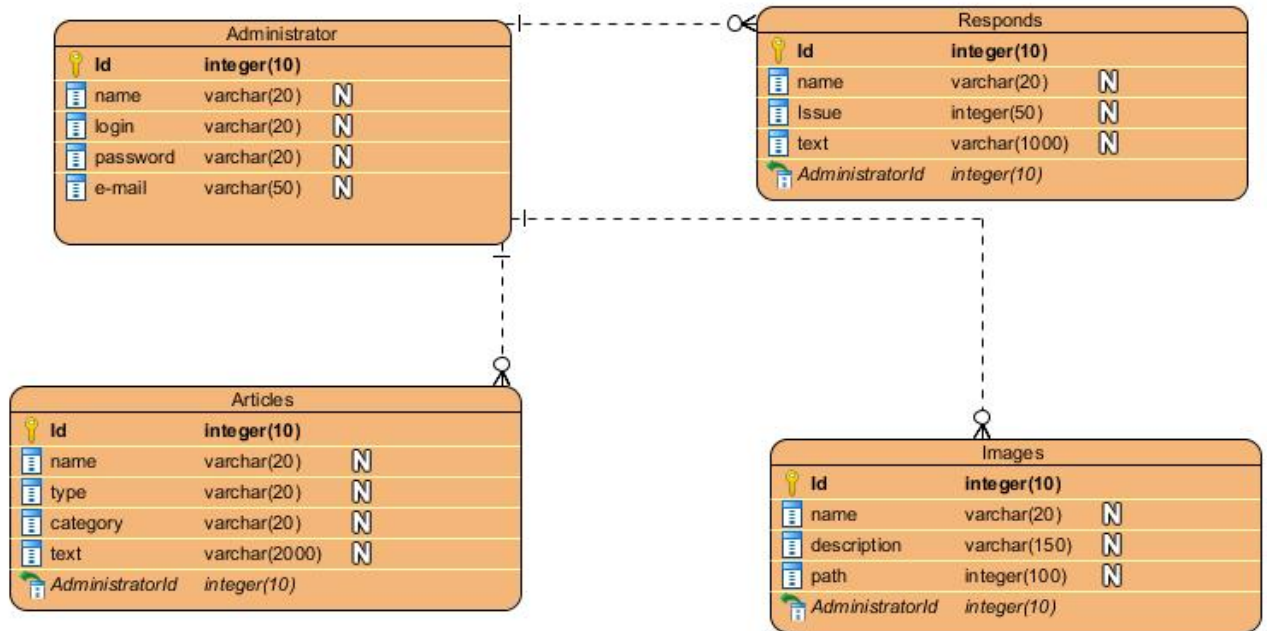 Administrator
Id integer(10)
name varchar(20) N
login varchar(20) N
password varchar(20) N
e-mail varchar(50) N
Responds
Id integer(10)
name varchar(20) N
Issue integer(50) N
text varchar(1000) N
AdministratorId integer(10)
Articles
Id integer(10)
name varchar(20) N
type varchar(20) N
category varchar(20) N
text varchar(2000) N
AdministratorId integer(10)
Images
Id integer(10)
name varchar(20) N
description varchar(150) N
path integer(100) N
AdministratorId integer(10)